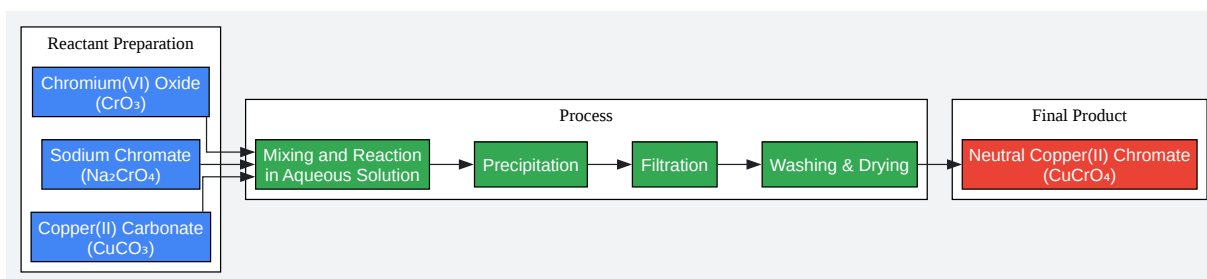 Reactant Preparation
Chromium(VI) Oxide
(CrO₃)
Sodium Chromate
(Na₂CrO₄)
Copper(II) Carbonate
(CuCO₃)
Process
Mixing and Reaction
in Aqueous Solution
Precipitation
Filtration
Washing & Drying
Final Product
Neutral Copper(II) Chromate
(CuCrO₄)